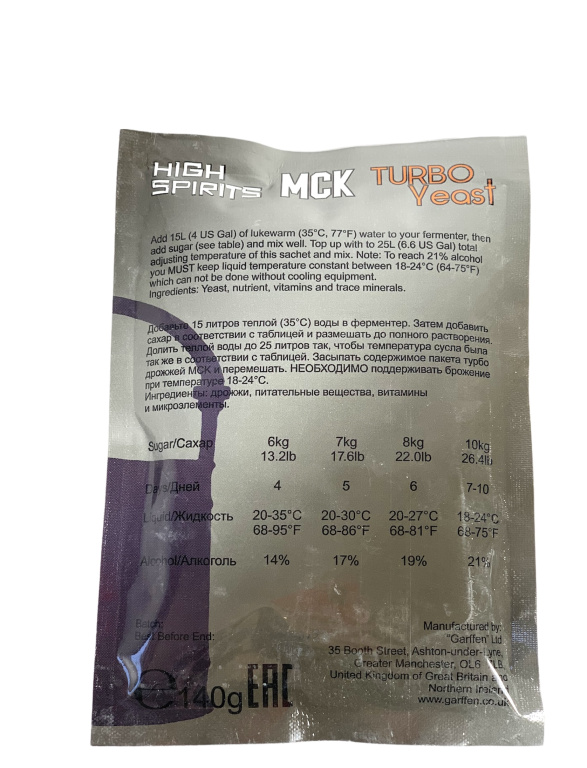 HIGH SPIRITS MCK TURBO Yeast
Add 15L (4 US Gal) of lukewarm (35°C, 77°F) water to your fermenter, then
add sugar (see table) and mix well. Top up with to 25L (6.6 US Gal) total
adjusting temperature of this sachet and mix. Note: To reach 21% alcohol
you MUST keep liquid temperature constant between 18-24°C (64-75°F)
which can not be done without cooling equipment.
Ingredients: Yeast, nutrient, vitamins and trace minerals.
Добавьте 15 литров теплой (35°C) воды в ферментер. Затем добавить
сахар в соответствии с таблицей и размешать до полного растворения.
Долить теплой воды до 25 литров так, чтобы температура сусла была
так же в соответствии с таблицей. Засыпать содержимое пакета турбо
дрожжей МСК и перемешать. НЕОБХОДИМО поддерживать брожение
при температуре 18-24°C.
Ингредиенты: дрожжи, питательные вещества, витамины
и микроэлементы.
Sugar/Сахар 6kg 7kg 8kg 10kg
13.2lb 17.6lb 22.0lb 26.4lb
Days/Дней 4 5 6 7-10
Liquid/Жидкость 20-35°C 20-30°C 20-27°C 18-24°C
68-95°F 68-86°F 68-81°F 68-75°F
Alcohol/Алкоголь 14% 17% 19% 21%
Batch:
Best Before End:
Manufactured by:
"Garffen" Ltd
35 Booth Street, Ashton-under-Lyne,
Greater Manchester, OL6 7LB,
United Kingdom of Great Britain and
Northern Ireland
www.garffen.co.uk
℮140g EAC